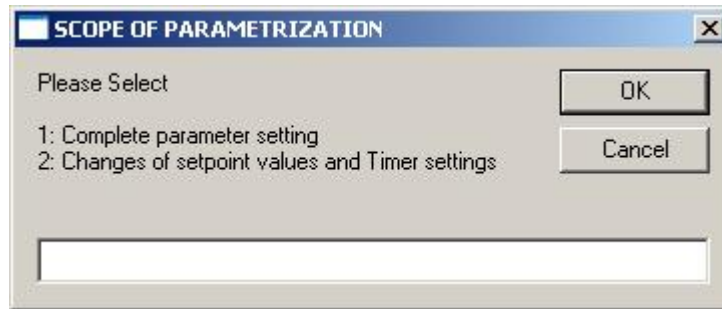 SCOPE OF PARAMETRIZATION
Please Select
OK
1: Complete parameter setting
2: Changes of setpoint values and Timer settings
Cancel